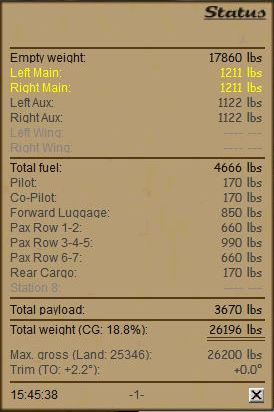 Status
Empty weight: 17860 lbs
Left Main: 1211 lbs
Right Main: 1211 lbs
Left Aux: 1122 lbs
Right Aux: 1122 lbs
Left Wing: ---- ----
Right Wing: ---- ----
Total fuel: 4666 lbs
Pilot: 170 lbs
Co-Pilot: 170 lbs
Forward Luggage: 850 lbs
Pax Row 1-2: 660 lbs
Pax Row 3-4-5: 990 lbs
Pax Row 6-7: 660 lbs
Rear Cargo: 170 lbs
Station 8: ---- ----
Total payload: 3670 lbs
Total weight (CG: 18.8%): 26196 lbs
Max. gross (Land: 25346): 26200 lbs
Trim (TO: +2.2°): +0.0°
15:45:38 -1- X